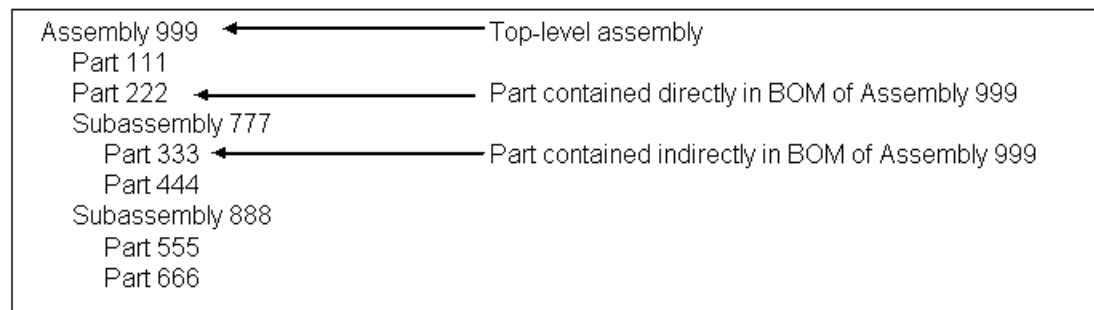 Assembly 999 Top-level assembly
Part 111
Part 222 Part contained directly in BOM of Assembly 999
Subassembly 777
Part 333 Part contained indirectly in BOM of Assembly 999
Part 444
Subassembly 888
Part 555
Part 666